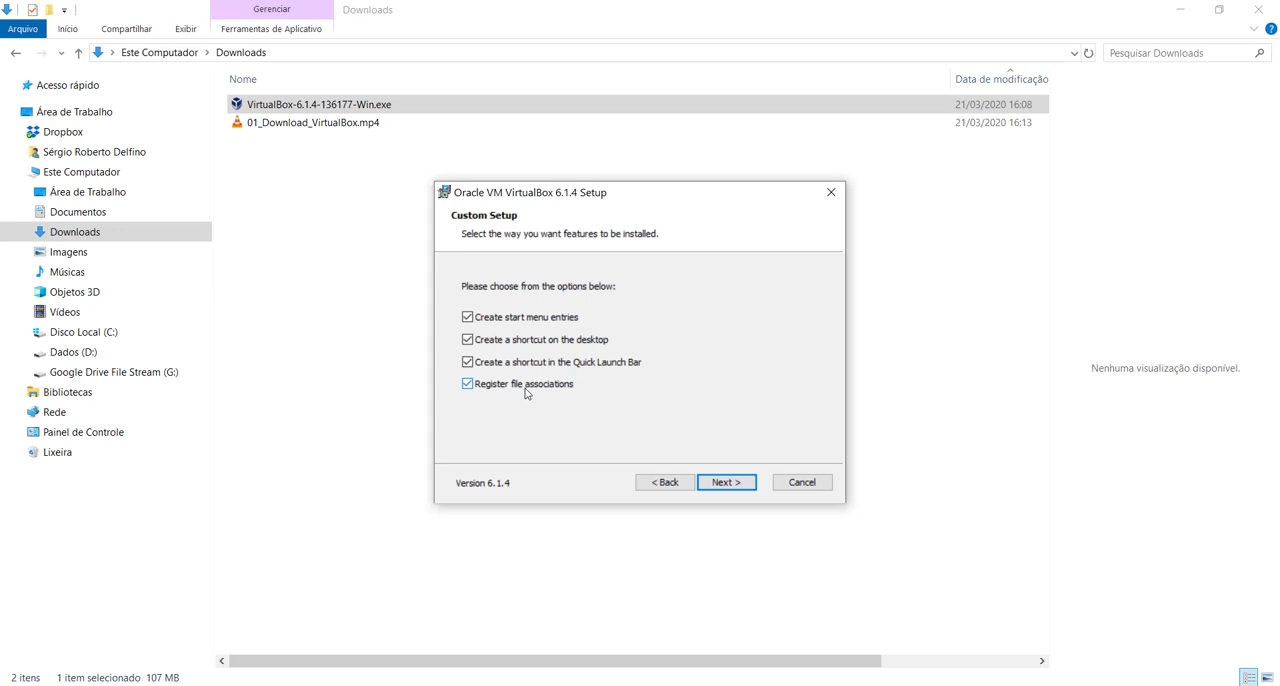 Gerenciar
Downloads
Arquivo
Início
Compartilhar
Exibir
Ferramentas de Aplicativo
Este Computador
Downloads
Pesquisar Downloads
Acesso rápido
Área de Trabalho
Dropbox
Sérgio Roberto Delfino
Este Computador
Área de Trabalho
Documentos
Downloads
Imagens
Músicas
Objetos 3D
Vídeos
Disco Local (C:)
Dados (D:)
Google Drive File Stream (G:)
Bibliotecas
Rede
Painel de Controle
Lixeira
Nome
Data de modificação
VirtualBox-6.1.4-136177-Win.exe
21/03/2020 16:08
01_Download_VirtualBox.mp4
21/03/2020 16:13
Oracle VM VirtualBox 6.1.4 Setup
Custom Setup
Select the way you want features to be installed.
Please choose from the options below:
Create start menu entries
Create a shortcut on the desktop
Create a shortcut in the Quick Launch Bar
Register file associations
Version 6.1.4
< Back
Next >
Cancel
Nenhuma visualização disponível.
2 itens
1 item selecionado 107 MB